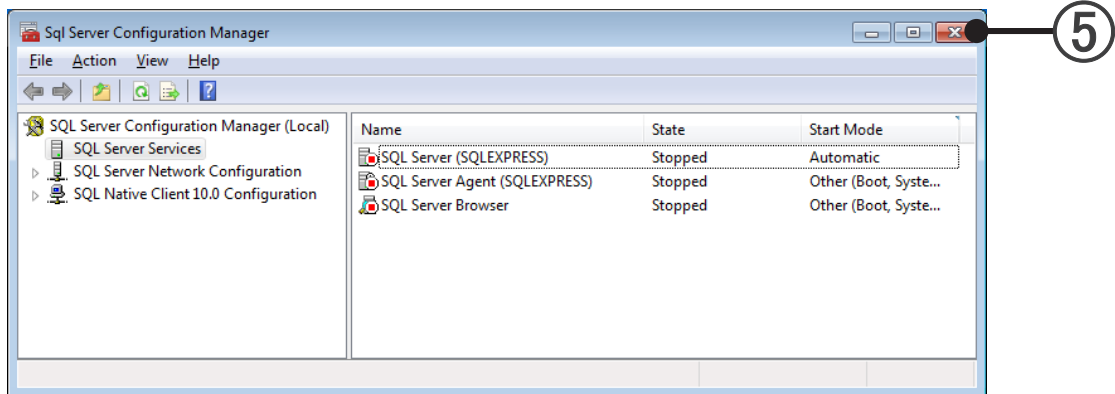 Sql Server Configuration Manager
5
File Action View Help
SQL Server Configuration Manager (Local)
SQL Server Services
SQL Server Network Configuration
SQL Native Client 10.0 Configuration
Name State Start Mode
SQL Server (SQLEXPRESS) Stopped Automatic
SQL Server Agent (SQLEXPRESS) Stopped Other (Boot, Syste...
SQL Server Browser Stopped Other (Boot, Syste...